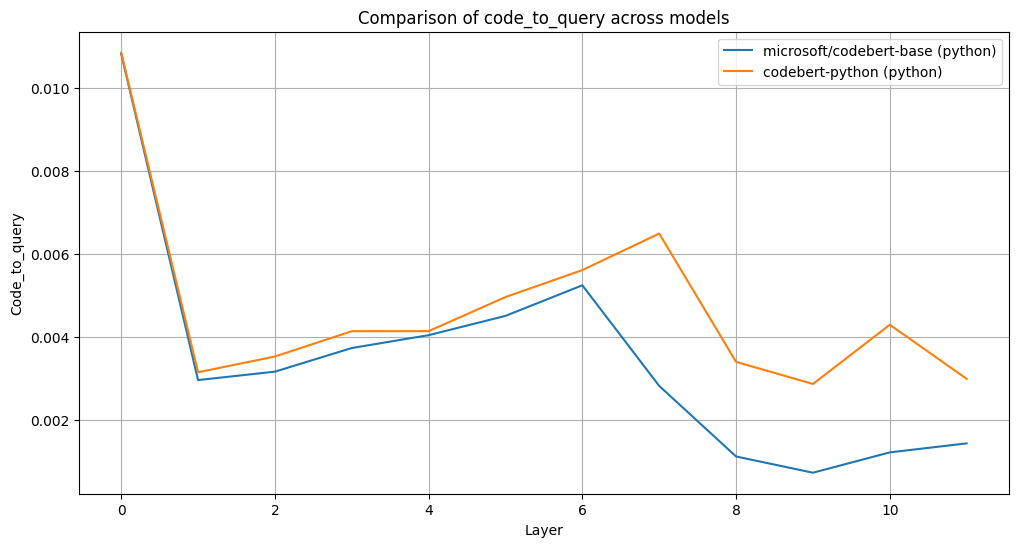 Comparison of code_to_query across models
microsoft/codebert-base (python)
codebert-python (python)
Code_to_query
0.010
0.008
0.006
0.004
0.002
0 2 4 6 8 10
Layer